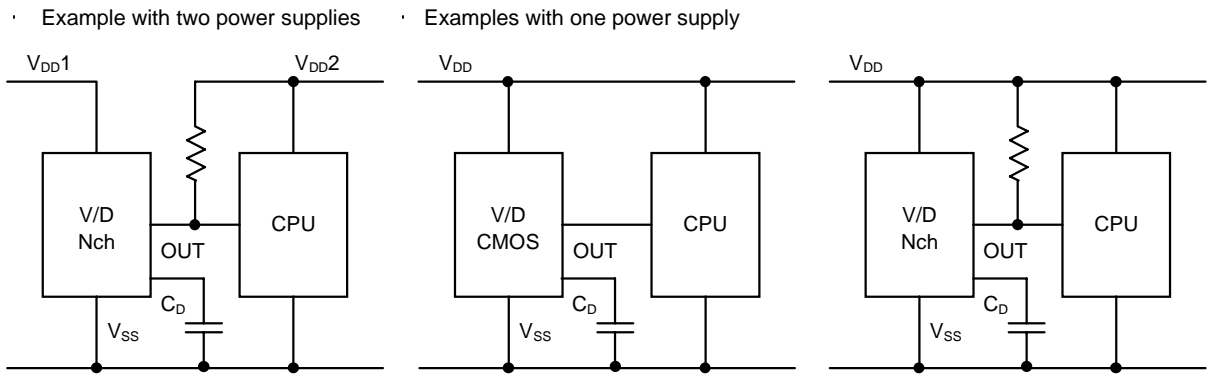 · Example with two power supplies
· Examples with one power supply
VDD1
VDD2
V/D
Nch
CPU
OUT
CD
VSS
VDD
V/D
CMOS
CPU
OUT
CD
VSS
VDD
V/D
Nch
CPU
OUT
CD
VSS